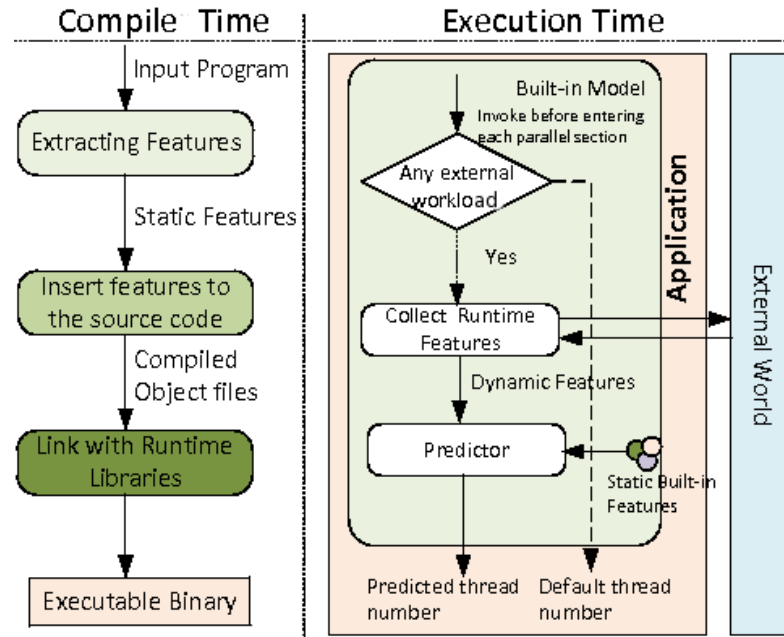 Compile Time
Execution Time
Input Program
Extracting Features
Static Features
Insert features to
the source code
Compiled
Object files
Link with Runtime
Libraries
Executable Binary
Built-in Model
Invoke before entering
each parallel section
Any external
workload
Yes
Collect Runtime
Features
Dynamic Features
Predictor
Static Built-in
Features
Predicted thread
number
Default thread
number
Application
External World